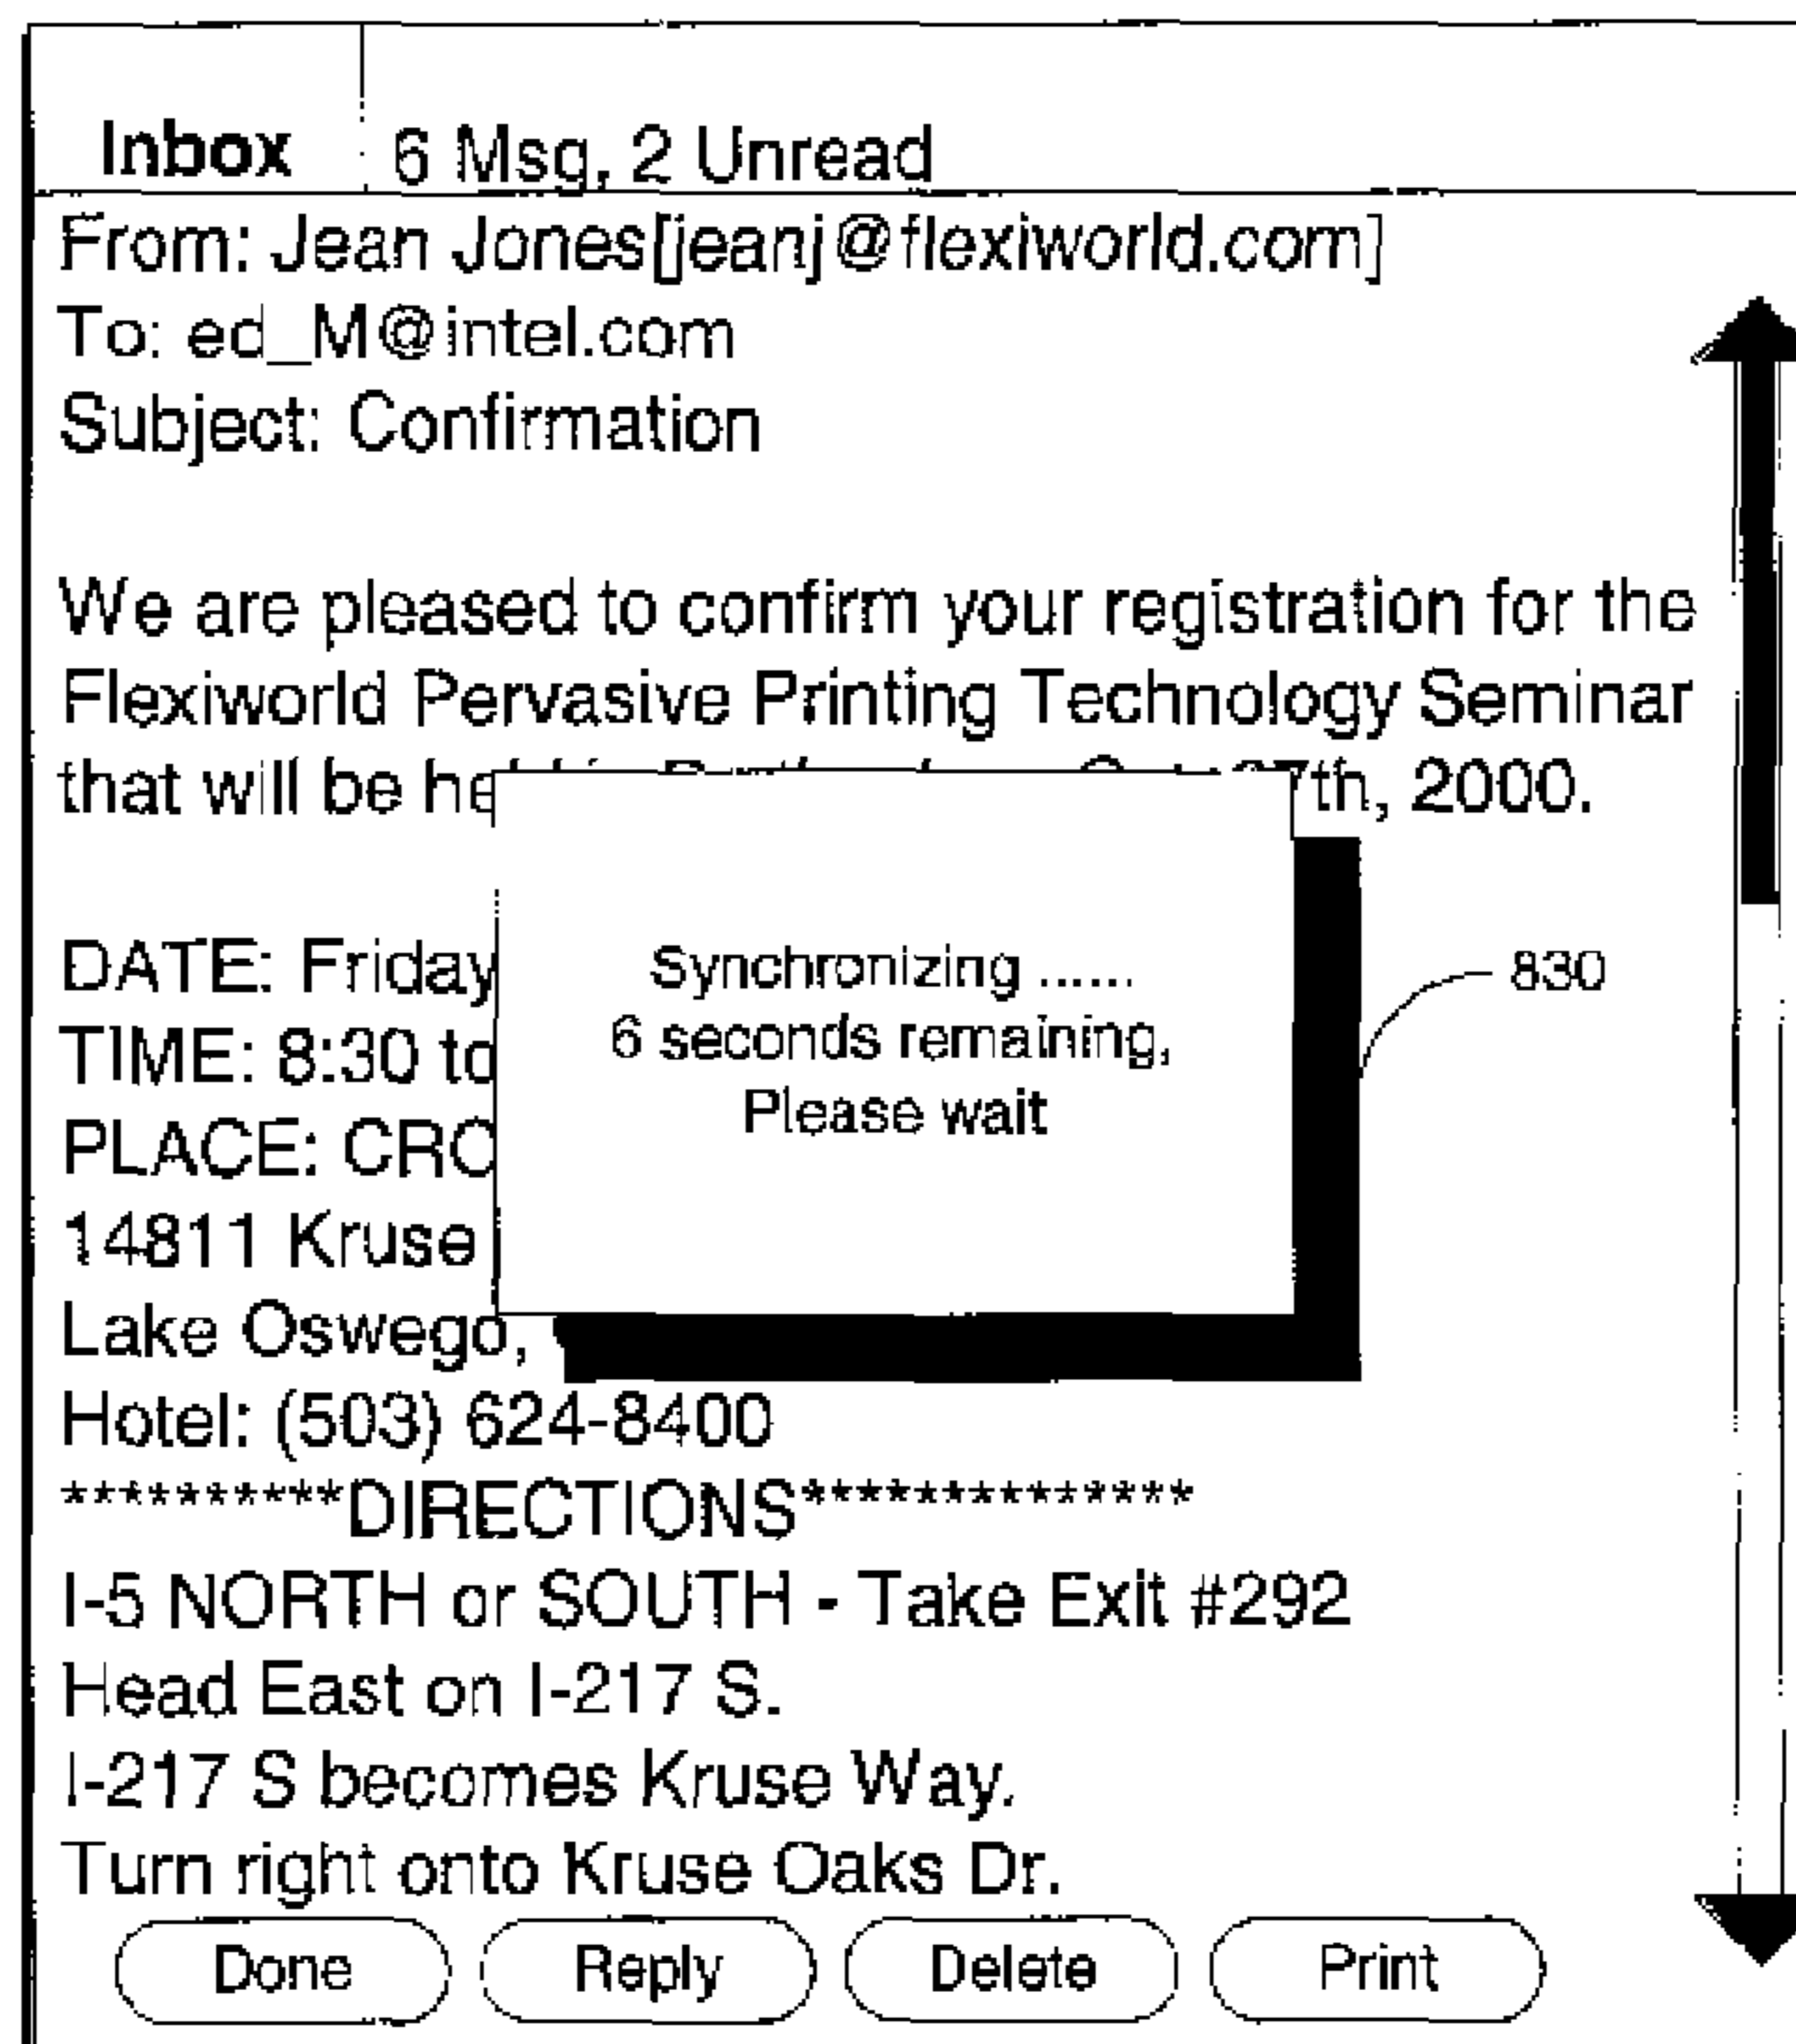 Inbox 6 Msg, 2 Unread
From: Jean Jones[jeanj@flexiworld.com]
To: ed_M@intel.com
Subject: Confirmation
We are pleased to confirm your registration for the
Flexiworld Pervasive Printing Technology Seminar
that will be 7th, 2000.
DATE: Friday
TIME: 8:30 to
PLACE:
14811 Kruse
Lake Oswego,
Hotel: (503) 624-8400
**********DIRECTIONS**************
I-5 NORTH or SOUTH - Take Exit #292
Head East on I-217 S.
I-217 S becomes Kruse Way.
Turn right onto Kruse Oaks Dr.
Synchronizing ......
6 seconds remaining,
Please wait
830
Done Reply Delete Print